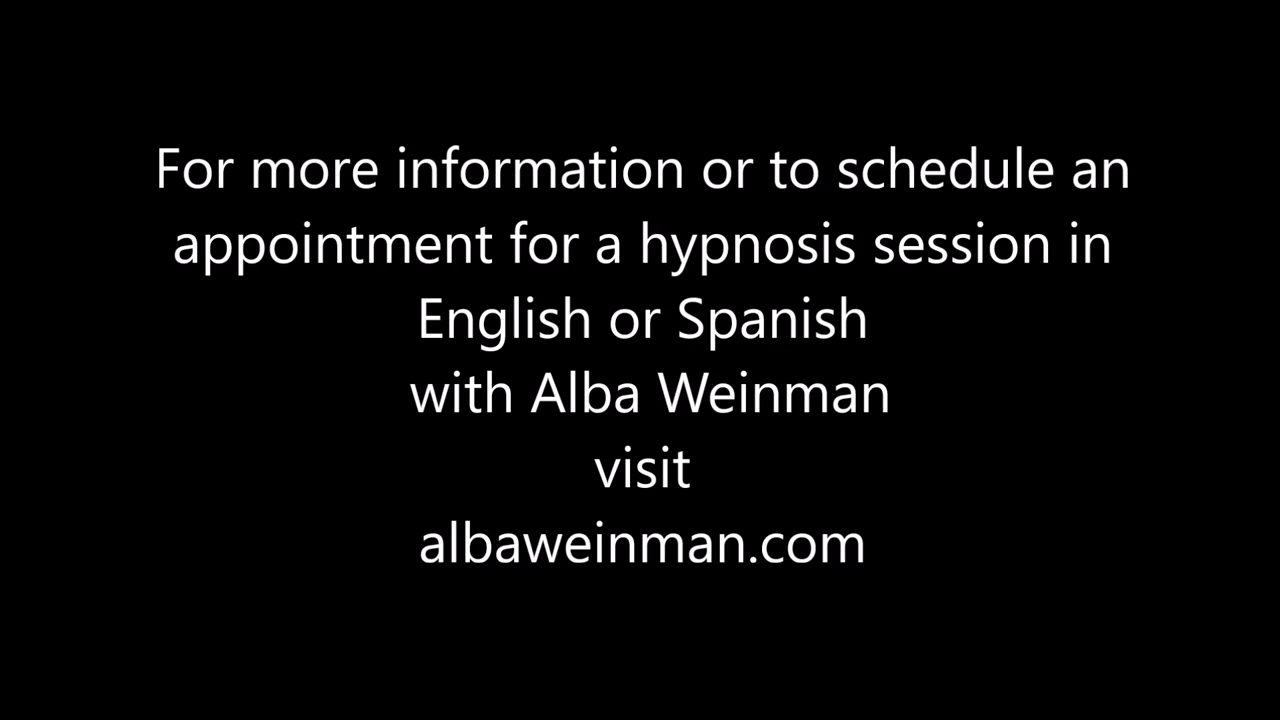 For more information or to schedule an
appointment for a hypnosis session in
English or Spanish
with Alba Weinman
visit
albaweinman.com